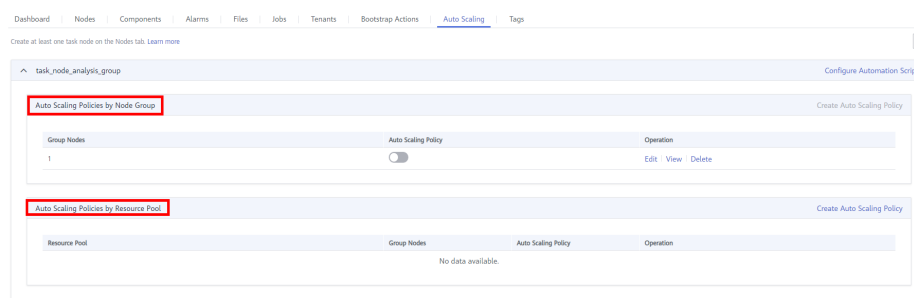 Dashboard Nodes Components Alarms Files Jobs Tenants Bootstrap Actions Auto Scaling Tags
Create at least one task node on the Nodes tab. Learn more
task_node_analysis_group Configure Automation Scrip
Auto Scaling Policies by Node Group Create Auto Scaling Policy
Group Nodes Auto Scaling Policy Operation
1 Edit View Delete
Auto Scaling Policies by Resource Pool Create Auto Scaling Policy
Resource Pool Group Nodes Auto Scaling Policy Operation
No data available.